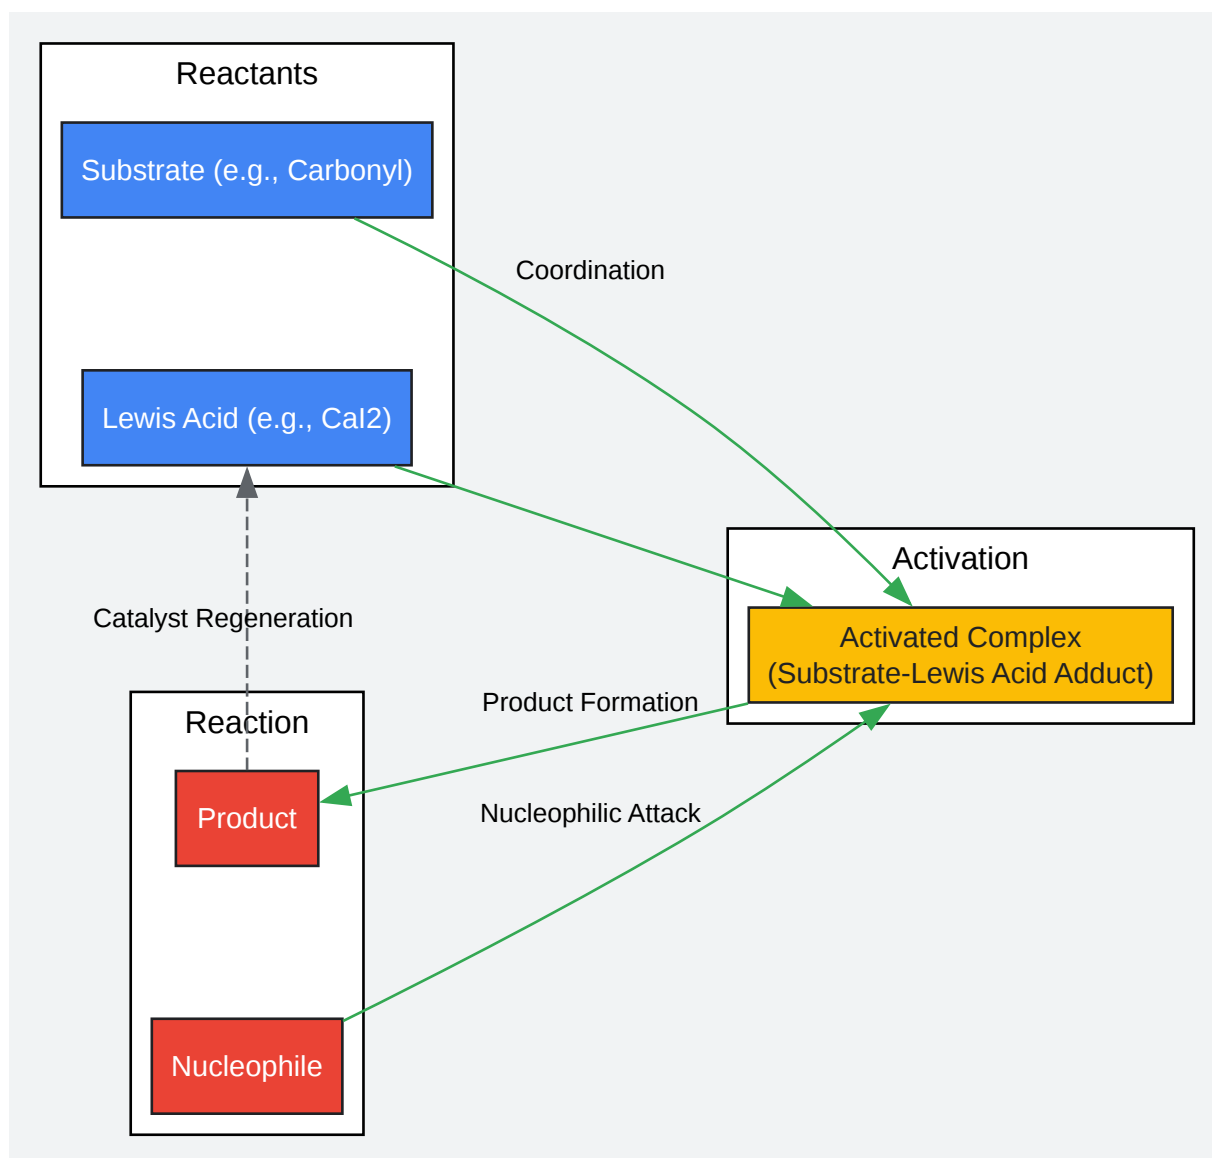 Reactants
Substrate (e.g., Carbonyl)
Coordination
Lewis Acid (e.g., CaI2)
Activation
Activated Complex
(Substrate-Lewis Acid Adduct)
Catalyst Regeneration
Product Formation
Reaction
Product
Nucleophilic Attack
Nucleophile